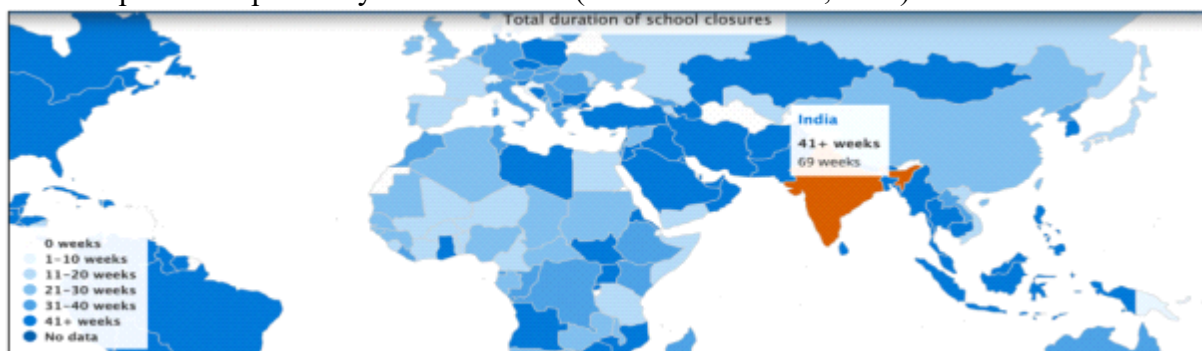 Total duration of school closures
India
41+ weeks
69 weeks
0 weeks
1-10 weeks
11-20 weeks
21-30 weeks
31-40 weeks
41+ weeks
No data